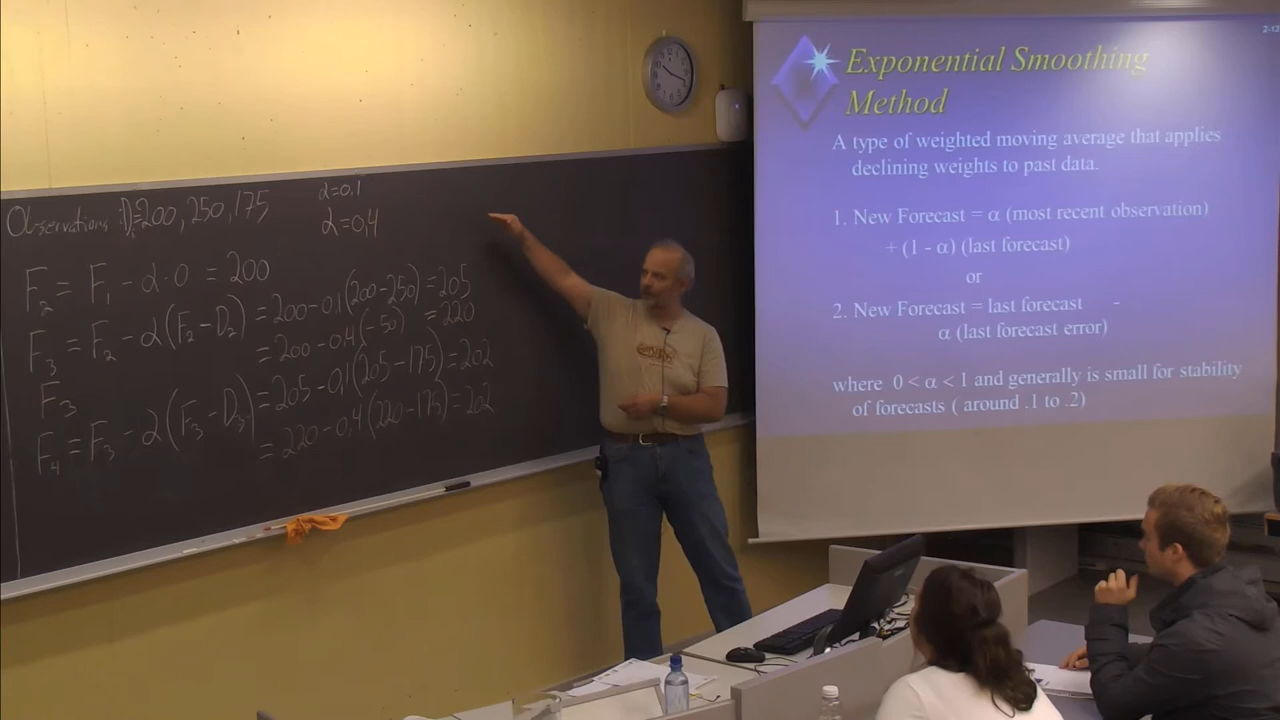 Observations: D= 200, 250, 175
α=0.1
α=0,4
F₂ = F₁ - α·0 = 200
F₃ = F₂ - α(F₂ - D₂) = 200 - 0,1(200 - 250) = 205
= 200 - 0,4(-50) = 220
F₃
F₄ = F₃ - α(F₃ - D₃) = 205 - 0,1(205 - 175) = 202
= 220 - 0,4(220 - 175) = 202
Exponential Smoothing
Method
A type of weighted moving average that applies
declining weights to past data.
1. New Forecast = α (most recent observation)
+ (1 - α) (last forecast)
or
2. New Forecast = last forecast -
α (last forecast error)
where 0 < α < 1 and generally is small for stability
of forecasts ( around .1 to .2)